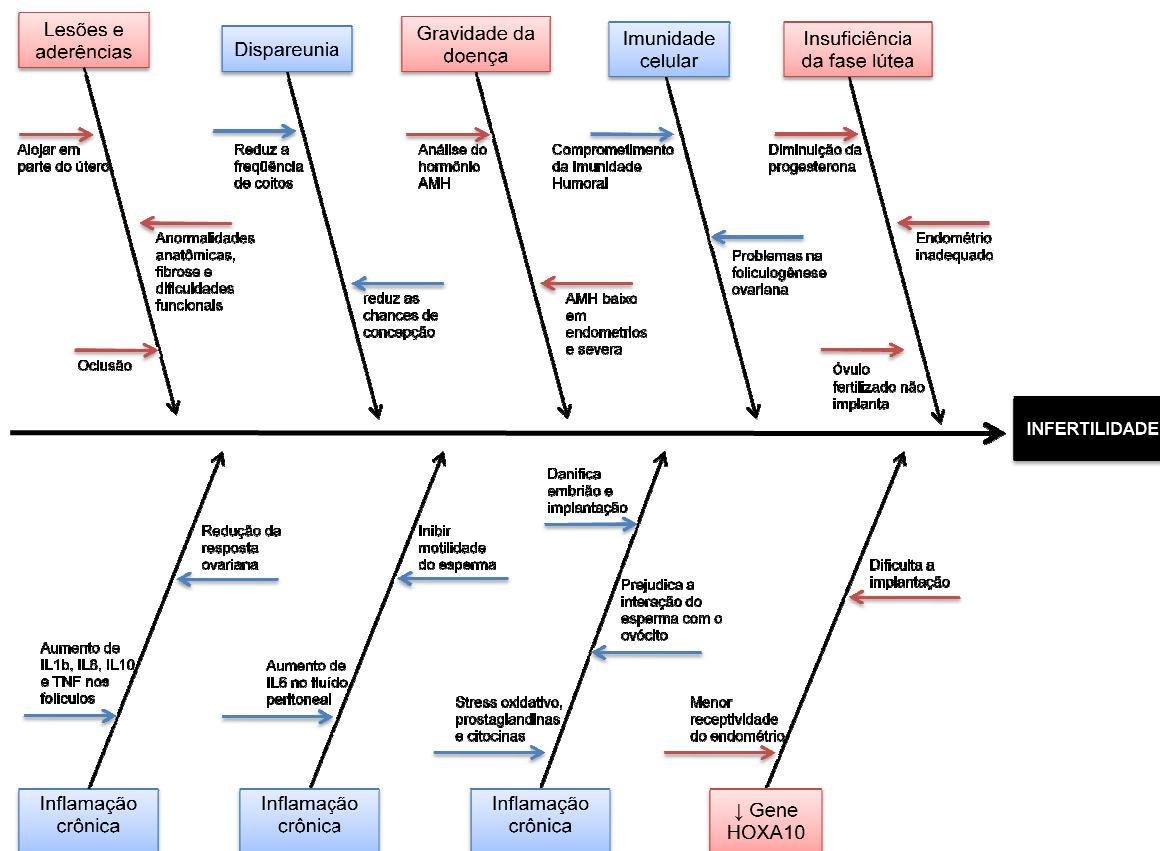 Lesões e
aderências
Dispareunia
Gravidade da
doença
Imunidade
celular
Insuficiência
da fase lútea
Alojar em
parte do útero
Anormalidades
anatômicas,
fibrose e
dificuldades
funcionais
Oclusão
Reduz a
freqüência
de coitos
reduz as
chances de
concepção
Análise do
hormônio
AMH
AMH baixo
em
endometrios
e severa
Comprometimento
da Imunidade
Humoral
Problemas na
foliculogênese
ovariana
Diminuição da
progesterona
Endométrio
inadequado
Óvulo
fertilizado não
implanta
INFERTILIDADE
Redução da
resposta
ovariana
Aumento de
IL1b, IL8, IL10
e TNF nos
folículos
Inibir
motilidade
do esperma
Aumento de
IL6 no fluído
peritoneal
Danifica
embrião e
implantação
Prejudica a
interação do
esperma com o
ovócito
Stress oxidativo,
prostaglandinas
e citocinas
Dificulta a
implantação
Menor
receptividade
do endométrio
Inflamação
crônica
Inflamação
crônica
Inflamação
crônica
↓ Gene
HOXA10